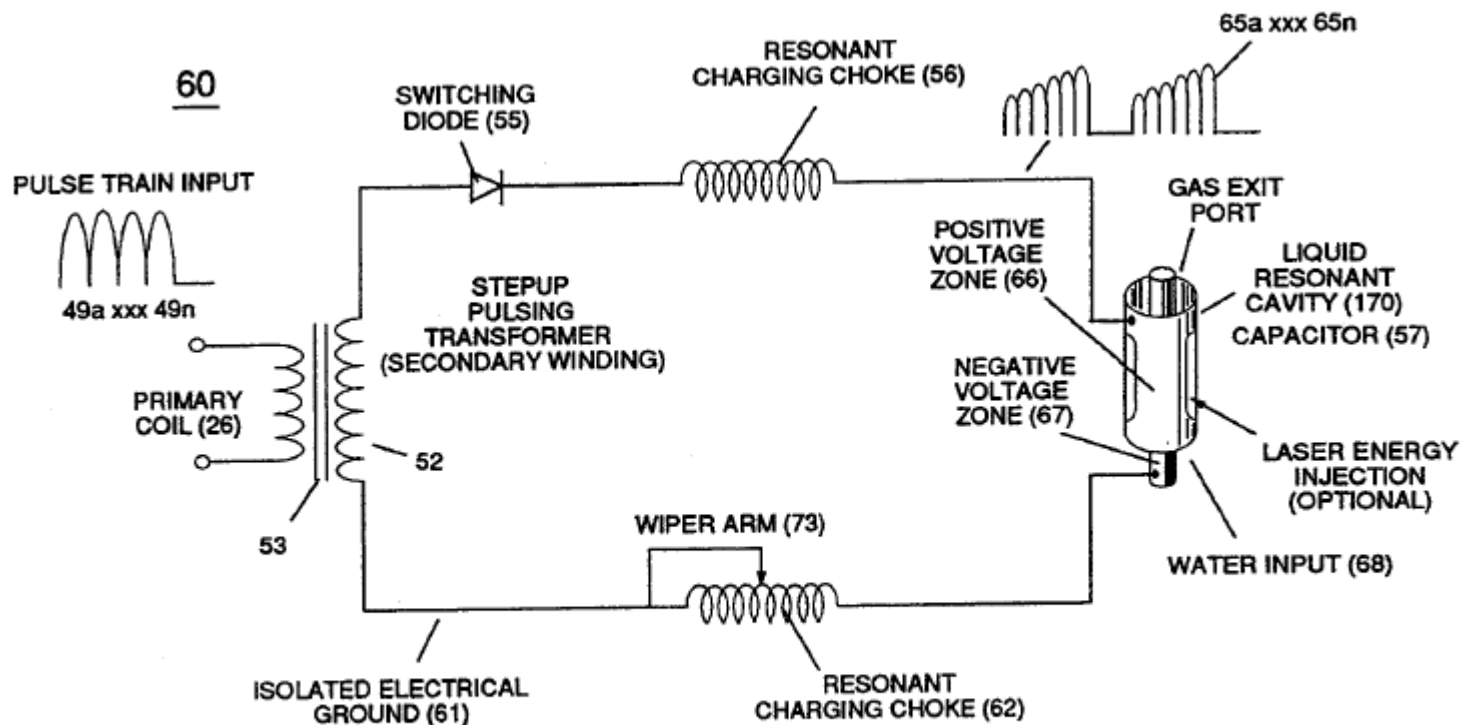 60
PULSE TRAIN INPUT
49a xxx 49n
PRIMARY
COIL (26)
53
52
STEPUP
PULSING
TRANSFORMER
(SECONDARY WINDING)
SWITCHING
DIODE (55)
RESONANT
CHARGING CHOKE (56)
65a xxx 65n
GAS EXIT
PORT
POSITIVE
VOLTAGE
ZONE (66)
LIQUID
RESONANT
CAVITY (170)
CAPACITOR (57)
NEGATIVE
VOLTAGE
ZONE (67)
LASER ENERGY
INJECTION
(OPTIONAL)
WATER INPUT (68)
WIPER ARM (73)
ISOLATED ELECTRICAL
GROUND (61)
RESONANT
CHARGING CHOKE (62)